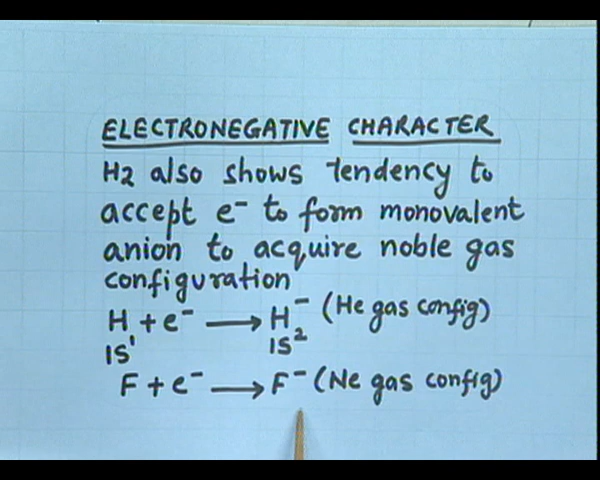 ELECTRONEGATIVE CHARACTER
H2 also shows tendency to
accept e⁻ to form monovalent
anion to acquire noble gas
configuration
H + e⁻ ⟶ H⁻ (He gas config)
1S¹ 1S²
F + e⁻ ⟶ F⁻ (Ne gas config)